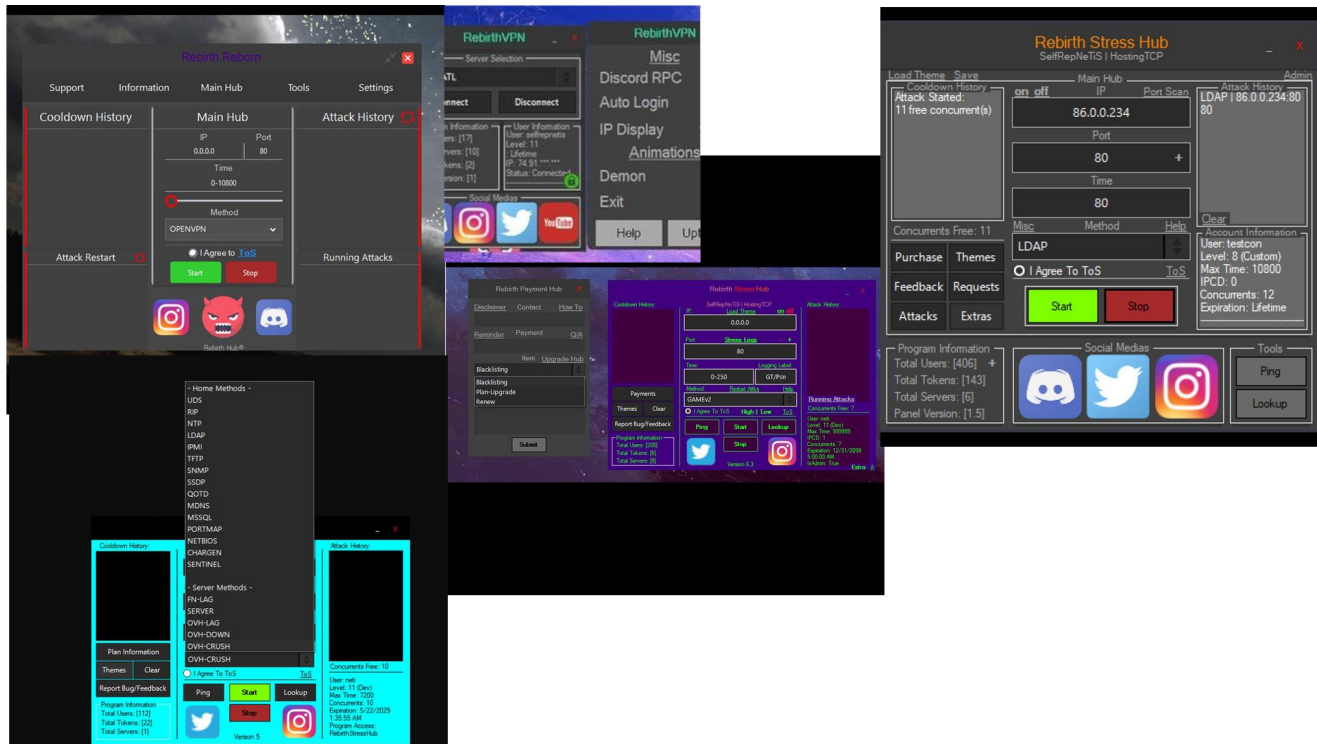 Rebirth Reborn
Support Information Main Hub Tools Settings
Cooldown History
Main Hub
Attack History
IP Port
0.0.0.0 80
Time
0-10800
Method
OPENVPN
I Agree to ToS
Start Stop
Attack Restart
Running Attacks
Rebirth Hub®
RebirthVPN
Server Selection
ATL
Disconnect
User Information
User: selfrepnetis
Level: 11
: Lifetime
IP: 74.91.***.***
Status: Connected
[17]
[10]
[2]
[1]
Social Medias
YouTube
RebirthVPN
Misc
Discord RPC
Auto Login
IP Display
Animations
Demon
Exit
Help
Rebirth Stress Hub
SelfRepNeTiS | HostingTCP
Load Theme Save
Main Hub
Admin
Cooldown History
Attack Started:
11 free concurrent(s)
on off IP Port Scan
86.0.0.234
Port
80 +
Time
80
Misc Method Help
LDAP
I Agree To ToS ToS
Start Stop
Attack History
LDAP | 86.0.0.234:80
80
Clear
Account Information
User: testcon
Level: 8 (Custom)
Max Time: 10800
IPCD: 0
Concurrents: 12
Expiration: Lifetime
Concurrents Free: 11
Purchase Themes
Feedback Requests
Attacks Extras
Program Information
Total Users: [406] +
Total Tokens: [143]
Total Servers: [6]
Panel Version: [1.5]
Social Medias
Tools
Ping
Lookup
Rebirth Payment Hub X
Disclaimer Contact How To
Reminder Payment Q/A
Item Upgrade Hub
Blacklisting
Blacklisting
Plan-Upgrade
Renew
Submit
Rebirth Stress Hub
SelfRepNeTiS | HostingTCP
Cooldown History:
IP: Load Theme on off
0.0.0.0
Port: Stress Logs - +
80
Time: Logging Label
0-250 GT/Psn
Method: Restart Attks Help
GAMEv2
I Agree To ToS High | Low ToS
Ping Start Lookup
Stop
Version 6.3
Payments
Themes Clear
Report Bug/Feedback
Program Information
Total Users: [208]
Total Tokens: [6]
Total Servers: [8]
Attack History:
Running Attacks
Concurrents Free: 7
User: neti
Level: 11 (Dev)
Max Time: 999999
IPCD: 1
Concurrents: 7
Expiration: 12/31/2099
5:00:00 AM
isAdmin: True
Extra A
- Home Methods -
UDS
RIP
NTP
LDAP
IPMI
TFTP
SNMP
SSDP
QOTD
MDNS
MSSQL
PORTMAP
NETBIOS
CHARGEN
SENTINEL
- Server Methods -
FN-LAG
SERVER
OVH-LAG
OVH-DOWN
OVH-CRUSH
OVH-CRUSH
Cooldown History:
Attack History:
I Agree To ToS ToS
Ping Start Lookup
Stop
Version 5
Plan Information
Themes Clear
Report Bug/Feedback
Program Information
Total Users: [112]
Total Tokens: [22]
Total Servers: [1]
Concurrents Free: 10
User: neti
Level: 11 (Dev)
Max Time: 7200
Concurrents: 10
Expiration: 5/22/2029
1:35:55 AM
Program Access:
RebirthStressHub